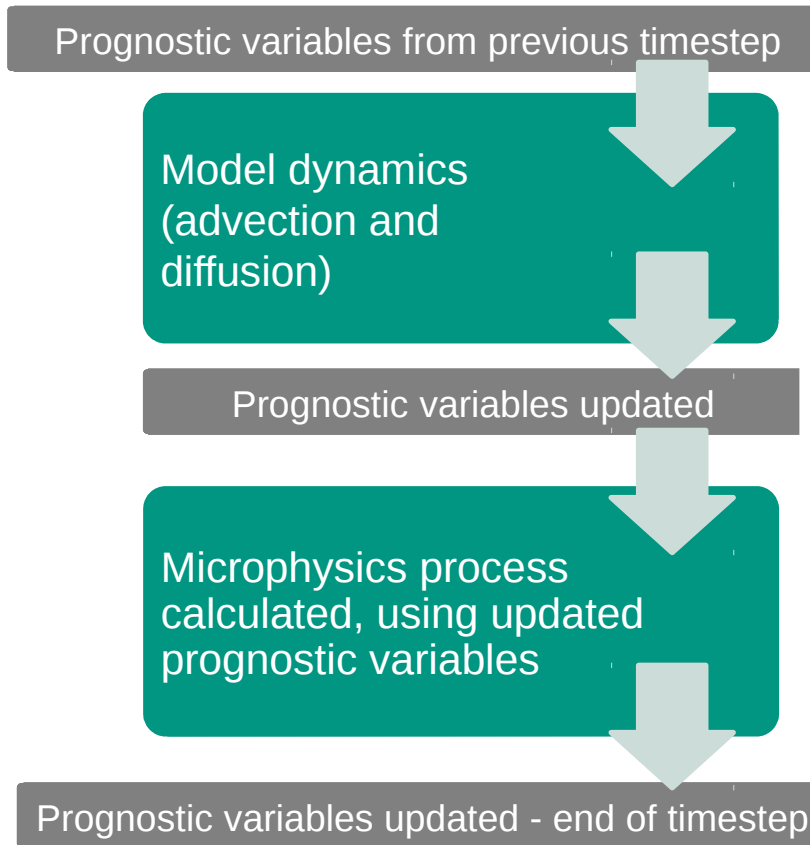 Prognostic variables from previous timestep
Model dynamics
(advection and
diffusion)
Prognostic variables updated
Microphysics process
calculated, using updated
prognostic variables
Prognostic variables updated - end of timestep